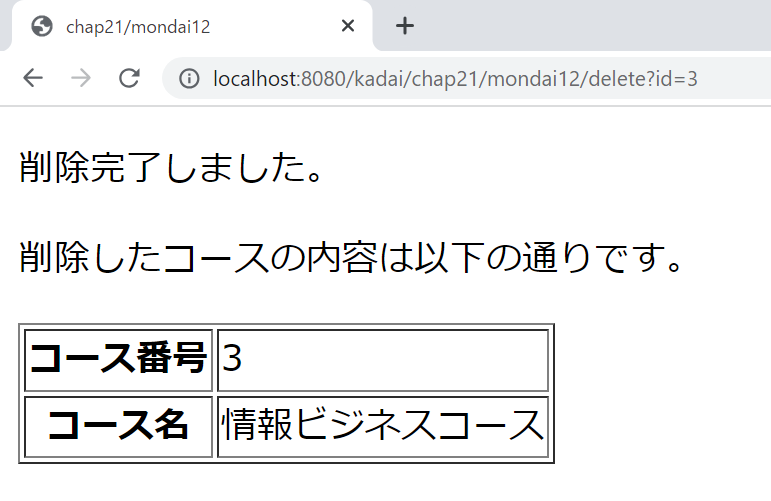 chap21/mondai12
localhost:8080/kadai/chap21/mondai12/delete?id=3
削除完了しました。
削除したコースの内容は以下の通りです。
コース番号 3
コース名 情報ビジネスコース